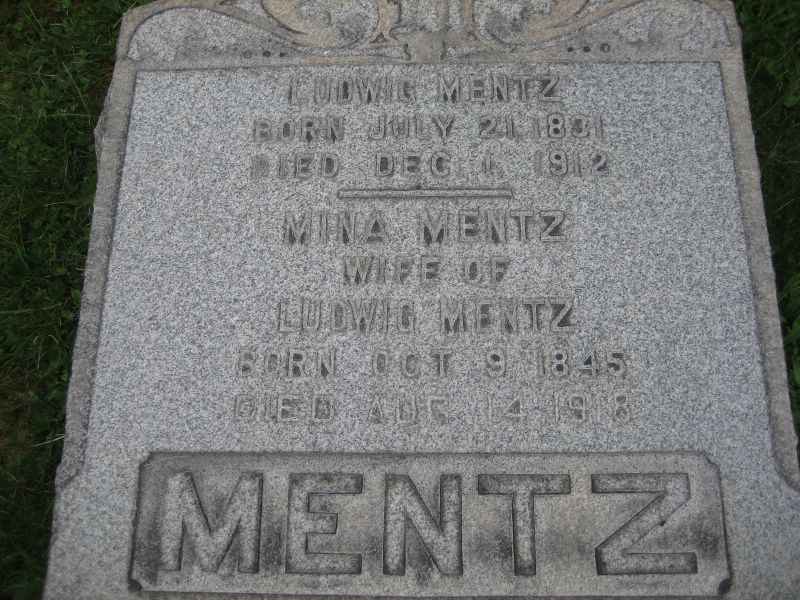 LUDWIG MENTZ
BORN JULY 21, 1831
DIED DEC. 1, 1912
MINA MENTZ
WIFE OF
LUDWIG MENTZ
BORN OCT 9 1845
DIED AUG 14 1918
MENTZ